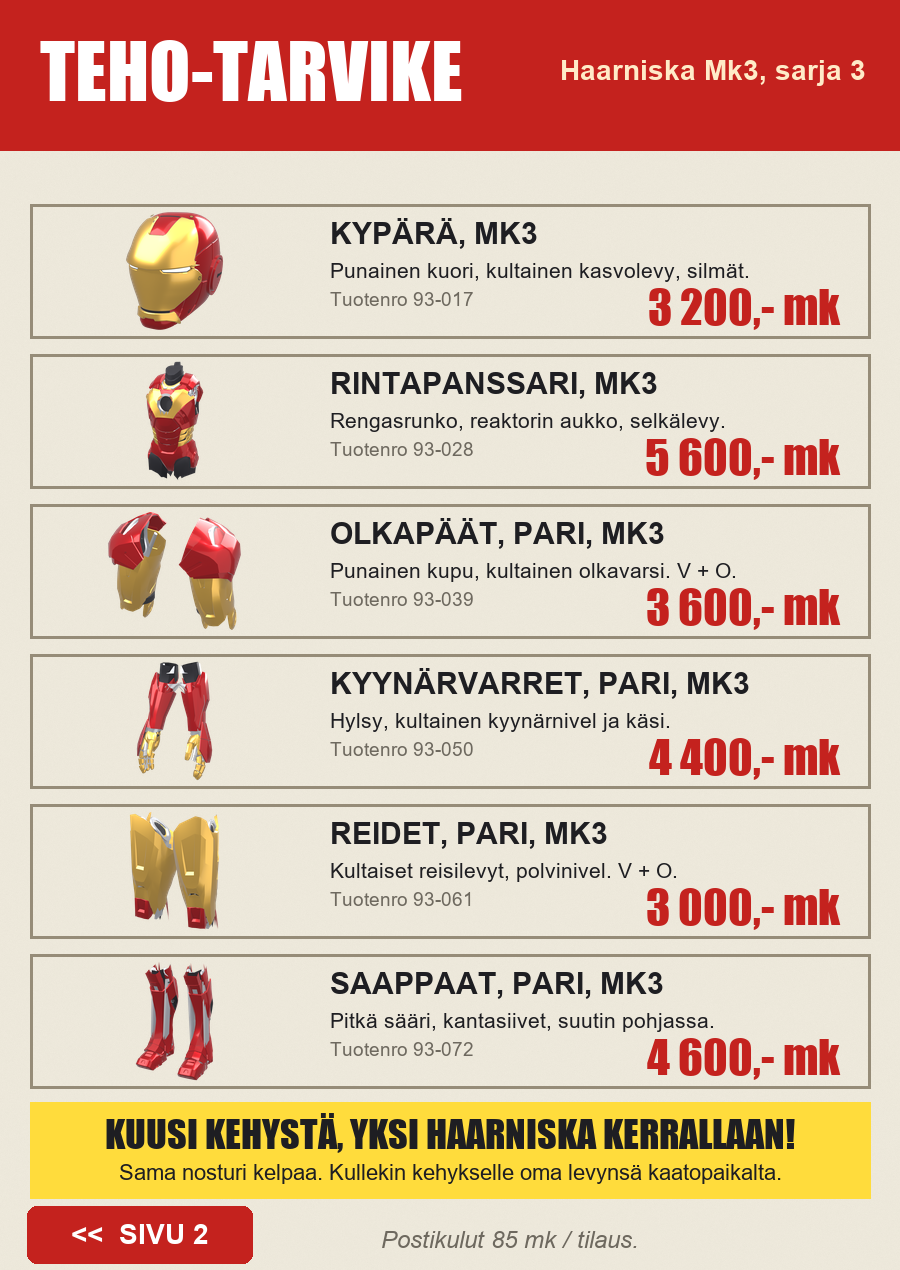 TEHO-TARVIKE
Haarniska Mk3, sarja 3
KYPÄRÄ, MK3
Punainen kuori, kultainen kasvolevy, silmät.
Tuotenro 93-017
3 200,- mk
RINTAPANSSARI, MK3
Rengasrunko, reaktorin aukko, selkälevy.
Tuotenro 93-028
5 600,- mk
OLKAPÄÄT, PARI, MK3
Punainen kupu, kultainen olkavarsi. V + O.
Tuotenro 93-039
3 600,- mk
KYYNÄRVARRET, PARI, MK3
Hylsy, kultainen kyynärnivel ja käsi.
Tuotenro 93-050
4 400,- mk
REIDET, PARI, MK3
Kultaiset reisilevyt, polvinivel. V + O.
Tuotenro 93-061
3 000,- mk
SAAPPAAT, PARI, MK3
Pitkä sääri, kantasiivet, suutin pohjassa.
Tuotenro 93-072
4 600,- mk
KUUSI KEHYSTÄ, YKSI HAARNISKA KERRALLAAN!
Sama nosturi kelpaa. Kullekin kehykselle oma levynsä kaatopaikalta.
<< SIVU 2
Postikulut 85 mk / tilaus.